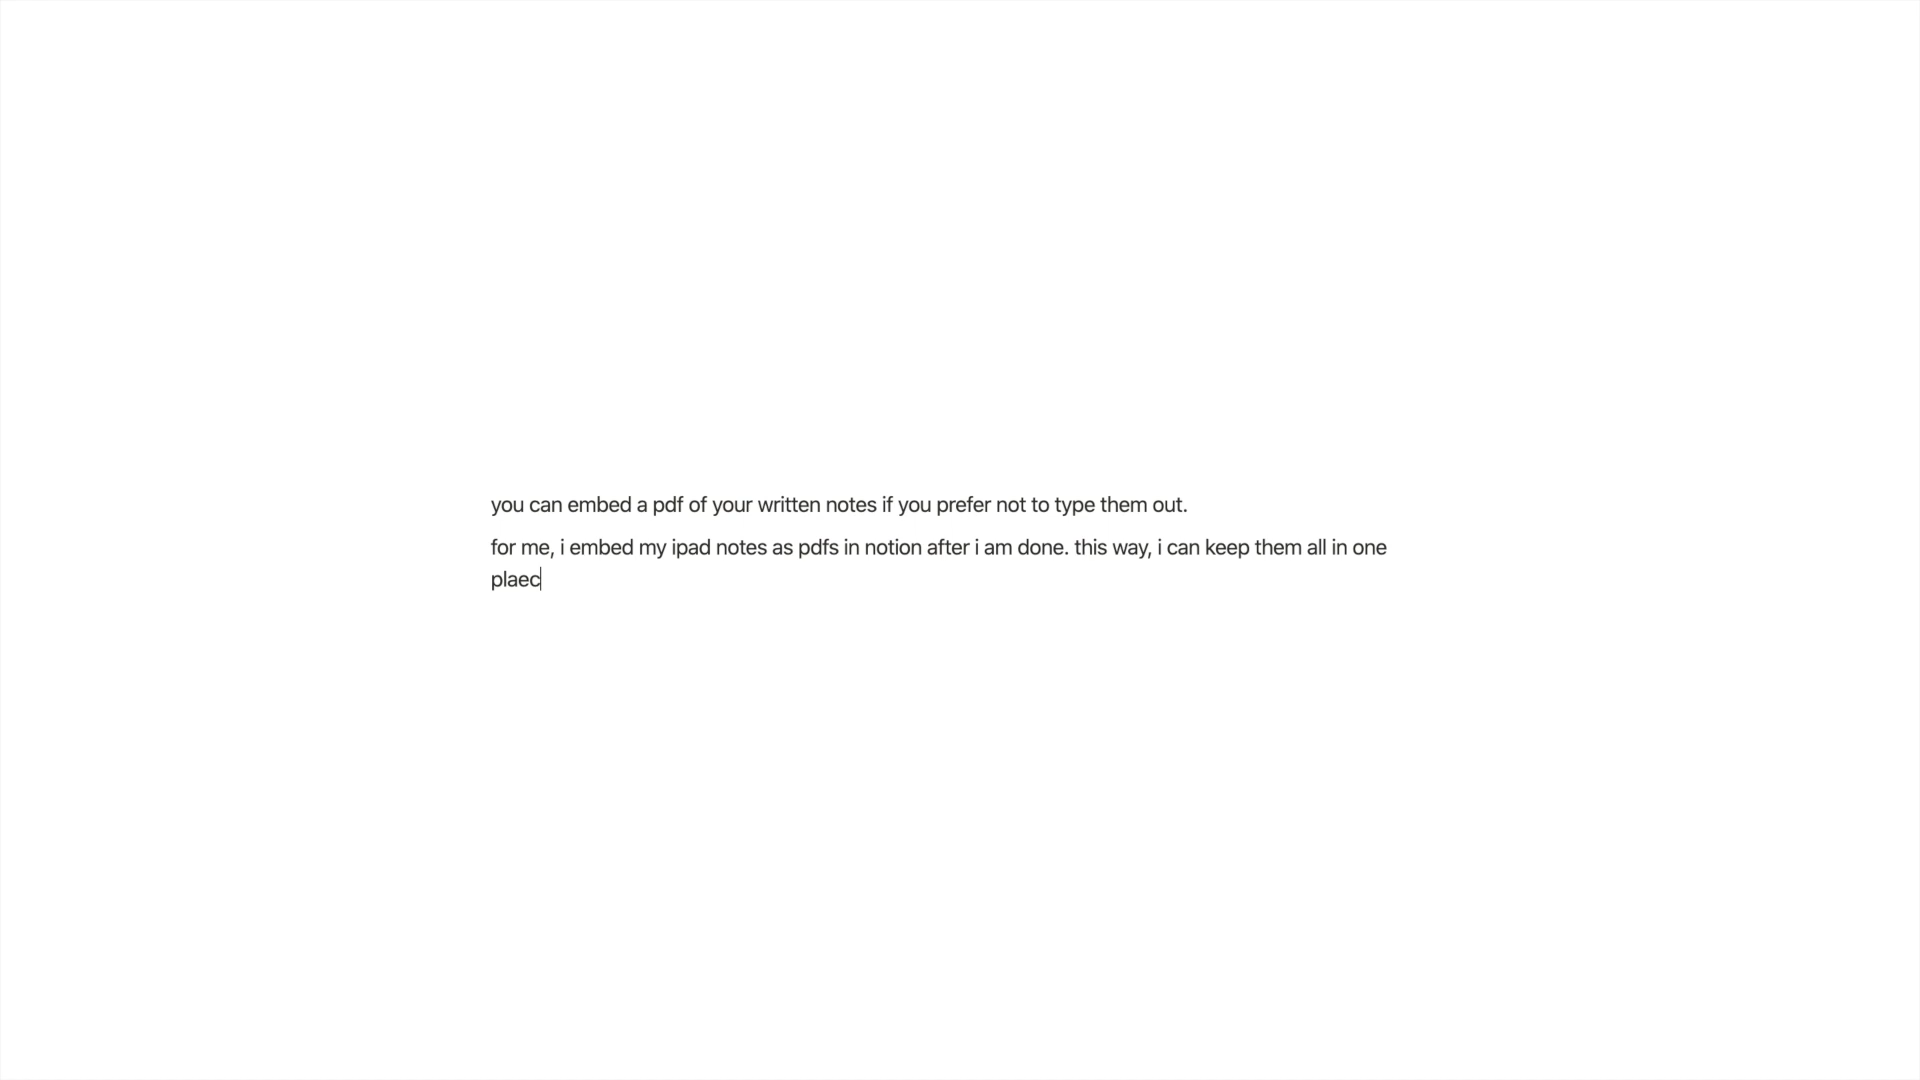 you can embed a pdf of your written notes if you prefer not to type them out.
for me, i embed my ipad notes as pdfs in notion after i am done. this way, i can keep them all in one
plaec